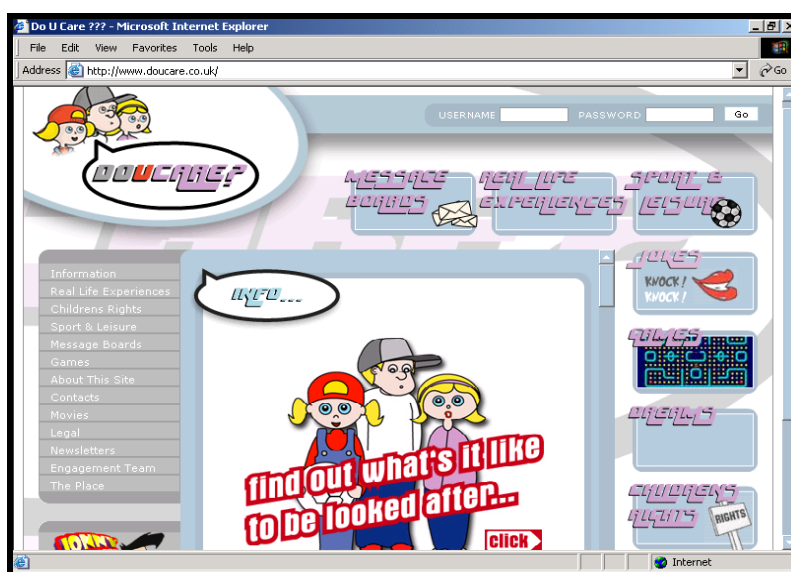 Do U Care ??? - Microsoft Internet Explorer
File Edit View Favorites Tools Help
Address http://www.doucare.co.uk/ Go
USERNAME PASSWORD Go
DOUCARE?
MESSAGE BOARDS
REAL LIFE EXPERIENCES
SPORT & LEISURE
Information
Real Life Experiences
Childrens Rights
Sport & Leisure
Message Boards
Games
About This Site
Contacts
Movies
Legal
Newsletters
Engagement Team
The Place
INFO...
find out what's it like
to be looked after...
click
JOKES
KNOCK!
KNOCK!
GAMES
DREAMS
CHILDRENS
RIGHTS
RIGHTS
JONNY
Internet